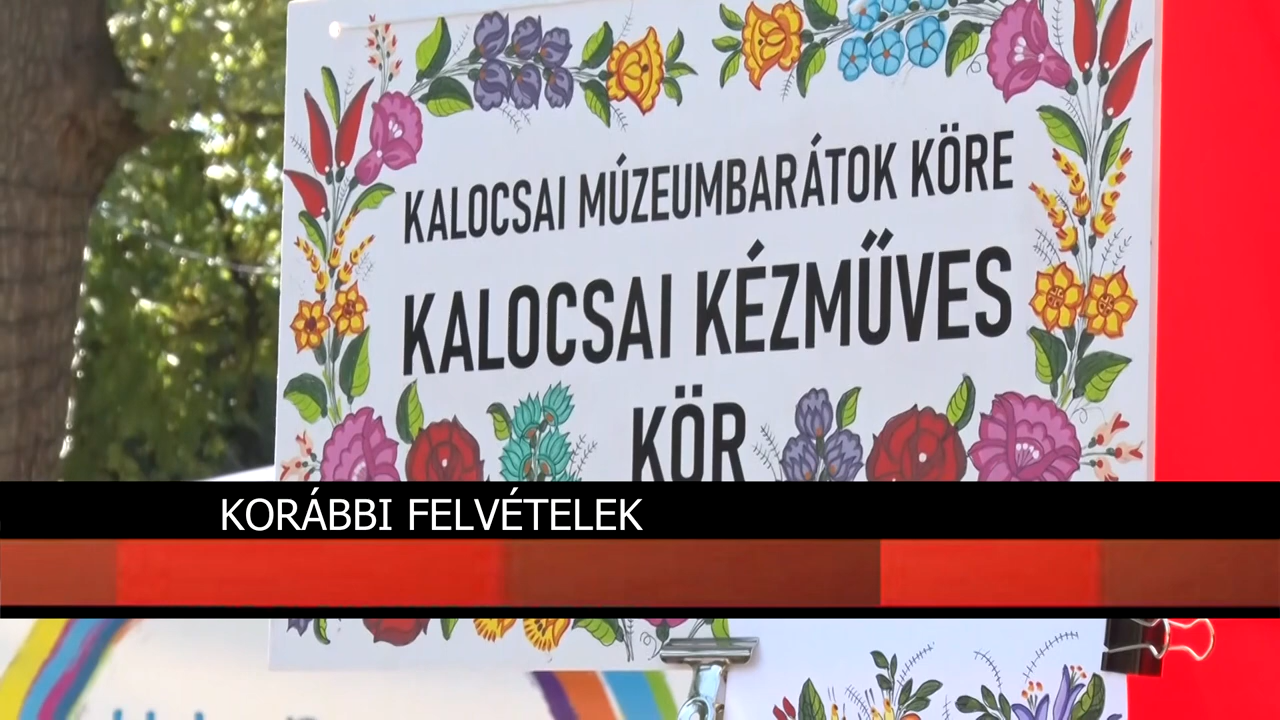 KALOCSAI MÚZEUMBARÁTOK KÖRE
KALOCSAI KÉZMŰVES
KÖR
KORÁBBI FELVÉTELEK